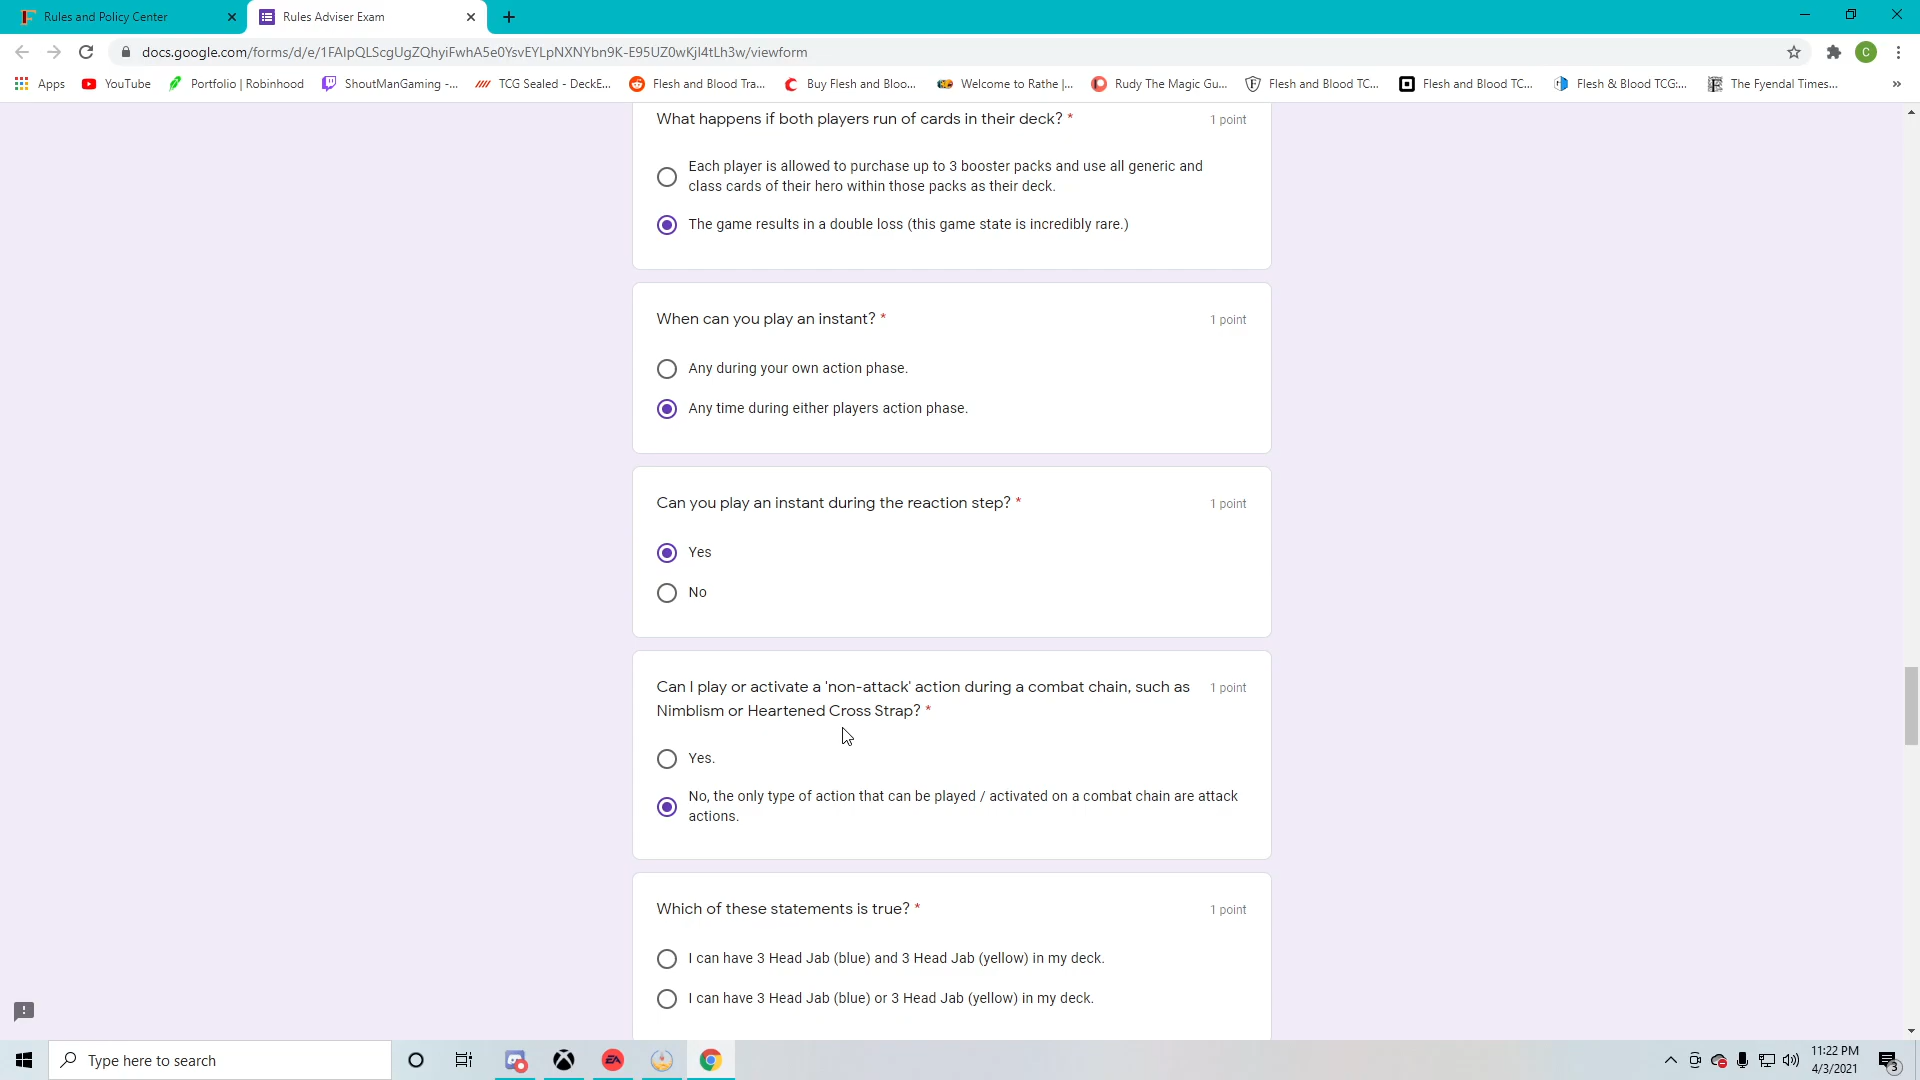 Rules and Policy Center
Rules Adviser Exam
docs.google.com/forms/d/e/1FAIpQLScgUgZQhyiFwhA5e0YsvEYLpNXNYbn9K-E95UZ0wKjI4tLh3w/viewform
C
Apps
YouTube
Portfolio | Robinhood
ShoutManGaming -...
TCG Sealed - DeckE...
Flesh and Blood Tra...
Buy Flesh and Bloo...
Welcome to Rathe |...
Rudy The Magic Gu...
Flesh and Blood TC...
Flesh and Blood TC...
Flesh & Blood TCG:...
The Fyendal Times...
»
What happens if both players run of cards in their deck? *
1 point
Each player is allowed to purchase up to 3 booster packs and use all generic and
class cards of their hero within those packs as their deck.
The game results in a double loss (this game state is incredibly rare.)
When can you play an instant? *
1 point
Any during your own action phase.
Any time during either players action phase.
Can you play an instant during the reaction step? *
1 point
Yes
No
Can I play or activate a 'non-attack' action during a combat chain, such as
Nimblism or Heartened Cross Strap? *
1 point
Yes.
No, the only type of action that can be played / activated on a combat chain are attack
actions.
Which of these statements is true? *
1 point
I can have 3 Head Jab (blue) and 3 Head Jab (yellow) in my deck.
I can have 3 Head Jab (blue) or 3 Head Jab (yellow) in my deck.
Type here to search
EA
11:22 PM
4/3/2021
3